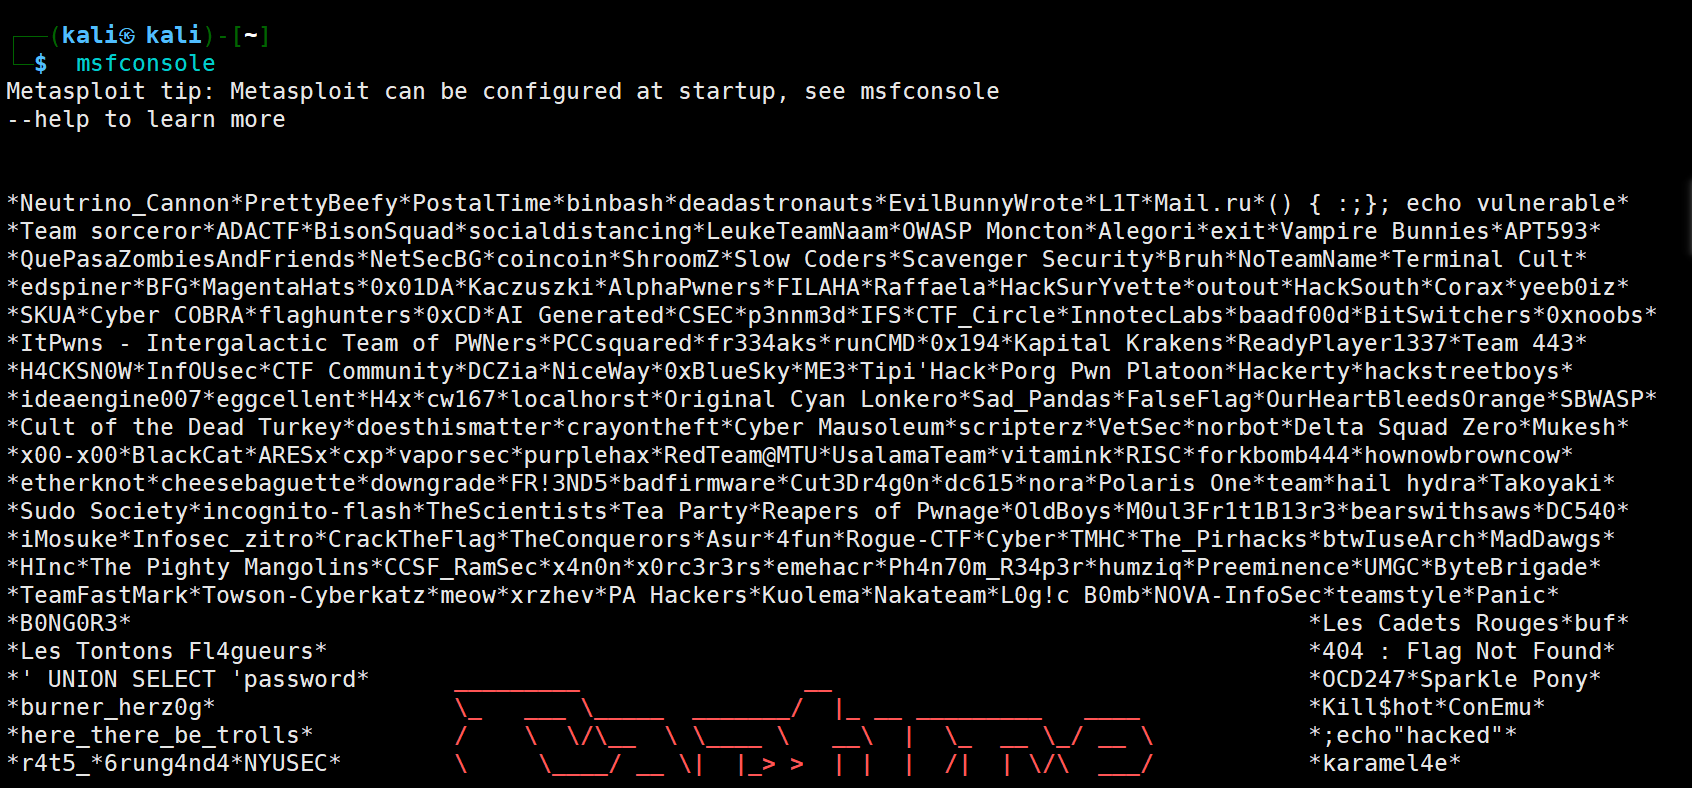 (kali㉿kali)-[~]
$ msfconsole
Metasploit tip: Metasploit can be configured at startup, see msfconsole
--help to learn more
*Neutrino_Cannon*PrettyBeefy*PostalTime*binbash*deadastronauts*EvilBunnyWrote*L1T*Mail.ru*() { :;}; echo vulnerable*
*Team sorceror*ADACTF*BisonSquad*socialdistancing*LeukeTeamNaam*OWASP Moncton*Alegori*exit*Vampire Bunnies*APT593*
*QuePasaZombiesAndFriends*NetSecBG*coincoin*ShroomZ*Slow Coders*Scavenger Security*Bruh*NoTeamName*Terminal Cult*
*edspiner*BFG*MagentaHats*0x01DA*Kaczuszki*AlphaPwners*FILAHA*Raffaela*HackSurYvette*outout*HackSouth*Corax*yeeb0iz*
*SKUA*Cyber COBRA*flaghunters*0xCD*AI Generated*CSEC*p3nnm3d*IFS*CTF_Circle*InnotecLabs*baadf00d*BitSwitchers*0xnoobs*
*ItPwns - Intergalactic Team of PWNers*PCCsquared*fr334aks*runCMD*0x194*Kapital Krakens*ReadyPlayer1337*Team 443*
*H4CKSN0W*InfOUsec*CTF Community*DCZia*NiceWay*0xBlueSky*ME3*Tipi'Hack*Porg Pwn Platoon*Hackerty*hackstreetboys*
*ideaengine007*eggcellent*H4x*cw167*localhorst*Original Cyan Lonkero*Sad_Pandas*FalseFlag*OurHeartBleedsOrange*SBWASP*
*Cult of the Dead Turkey*doesthismatter*crayontheft*Cyber Mausoleum*scripterz*VetSec*norbot*Delta Squad Zero*Mukesh*
*x00-x00*BlackCat*ARESx*cxp*vaporsec*purplehax*RedTeam@MTU*UsalamaTeam*vitamink*RISC*forkbomb444*hownowbrowncow*
*etherknot*cheesebaguette*downgrade*FR!3ND5*badfirmware*Cut3Dr4g0n*dc615*nora*Polaris One*team*hail hydra*Takoyaki*
*Sudo Society*incognito-flash*TheScientists*Tea Party*Reapers of Pwnage*OldBoys*M0ul3Fr1t1B13r3*bearswithsaws*DC540*
*iMosuke*Infosec_zitro*CrackTheFlag*TheConquerors*Asur*4fun*Rogue-CTF*Cyber*TMHC*The_Pirhacks*btwIuseArch*MadDawgs*
*HInc*The Pighty Mangolins*CCSF_RamSec*x4n0n*x0rc3r3rs*emehacr*Ph4n70m_R34p3r*humziq*Preeminence*UMGC*ByteBrigade*
*TeamFastMark*Towson-Cyberkatz*meow*xrzhev*PA Hackers*Kuolema*Nakateam*L0g!c B0mb*NOVA-InfoSec*teamstyle*Panic*
*B0NG0R3* *Les Cadets Rouges*buf*
*Les Tontons Fl4gueurs* *404 : Flag Not Found*
*' UNION SELECT 'password* *OCD247*Sparkle Pony*
*burner_herz0g* *Kill$hot*ConEmu*
*here_there_be_trolls* *;echo"hacked"*
*r4t5_*6rung4nd4*NYUSEC* *karamel4e*